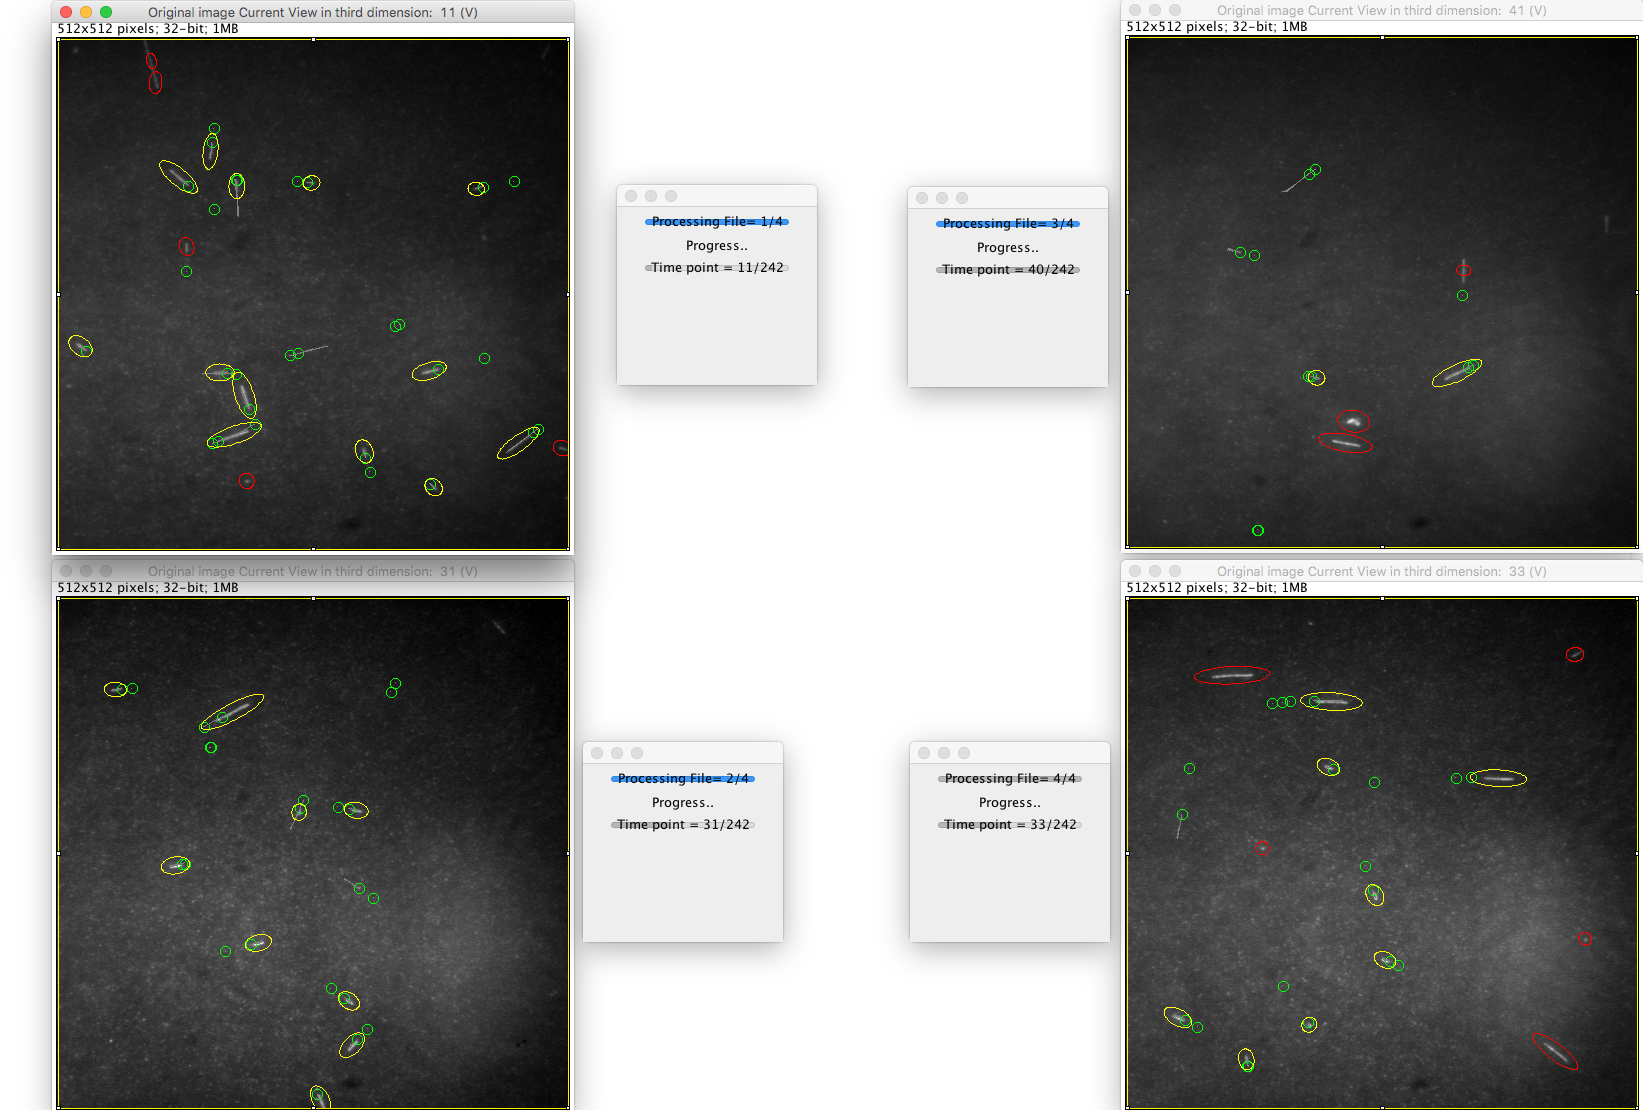 Original image Current View in third dimension: 11 (V)
512x512 pixels; 32-bit; 1MB
Original image Current View in third dimension: 41 (V)
512x512 pixels; 32-bit; 1MB
Processing File= 1/4
Progress..
Time point = 11/242
Processing File= 3/4
Progress..
Time point = 40/242
Original image Current View in third dimension: 31 (V)
512x512 pixels; 32-bit; 1MB
Original image Current View in third dimension: 33 (V)
512x512 pixels; 32-bit; 1MB
Processing File= 2/4
Progress..
Time point = 31/242
Processing File= 4/4
Progress..
Time point = 33/242